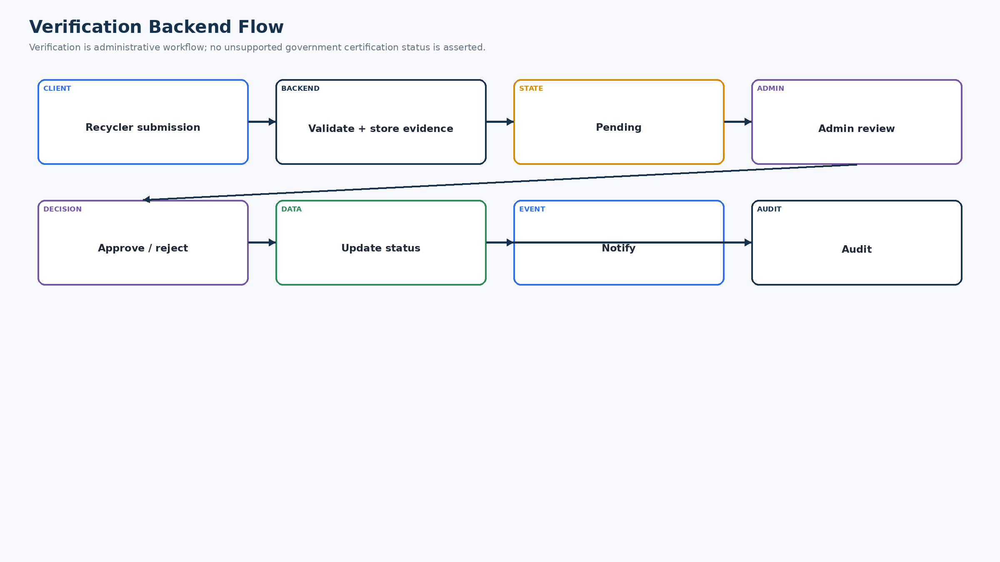 Verification Backend Flow
Verification is administrative workflow; no unsupported government certification status is asserted.
CLIENT
Recycler submission
BACKEND
Validate + store evidence
STATE
Pending
ADMIN
Admin review
DECISION
Approve / reject
DATA
Update status
EVENT
Notify
AUDIT
Audit